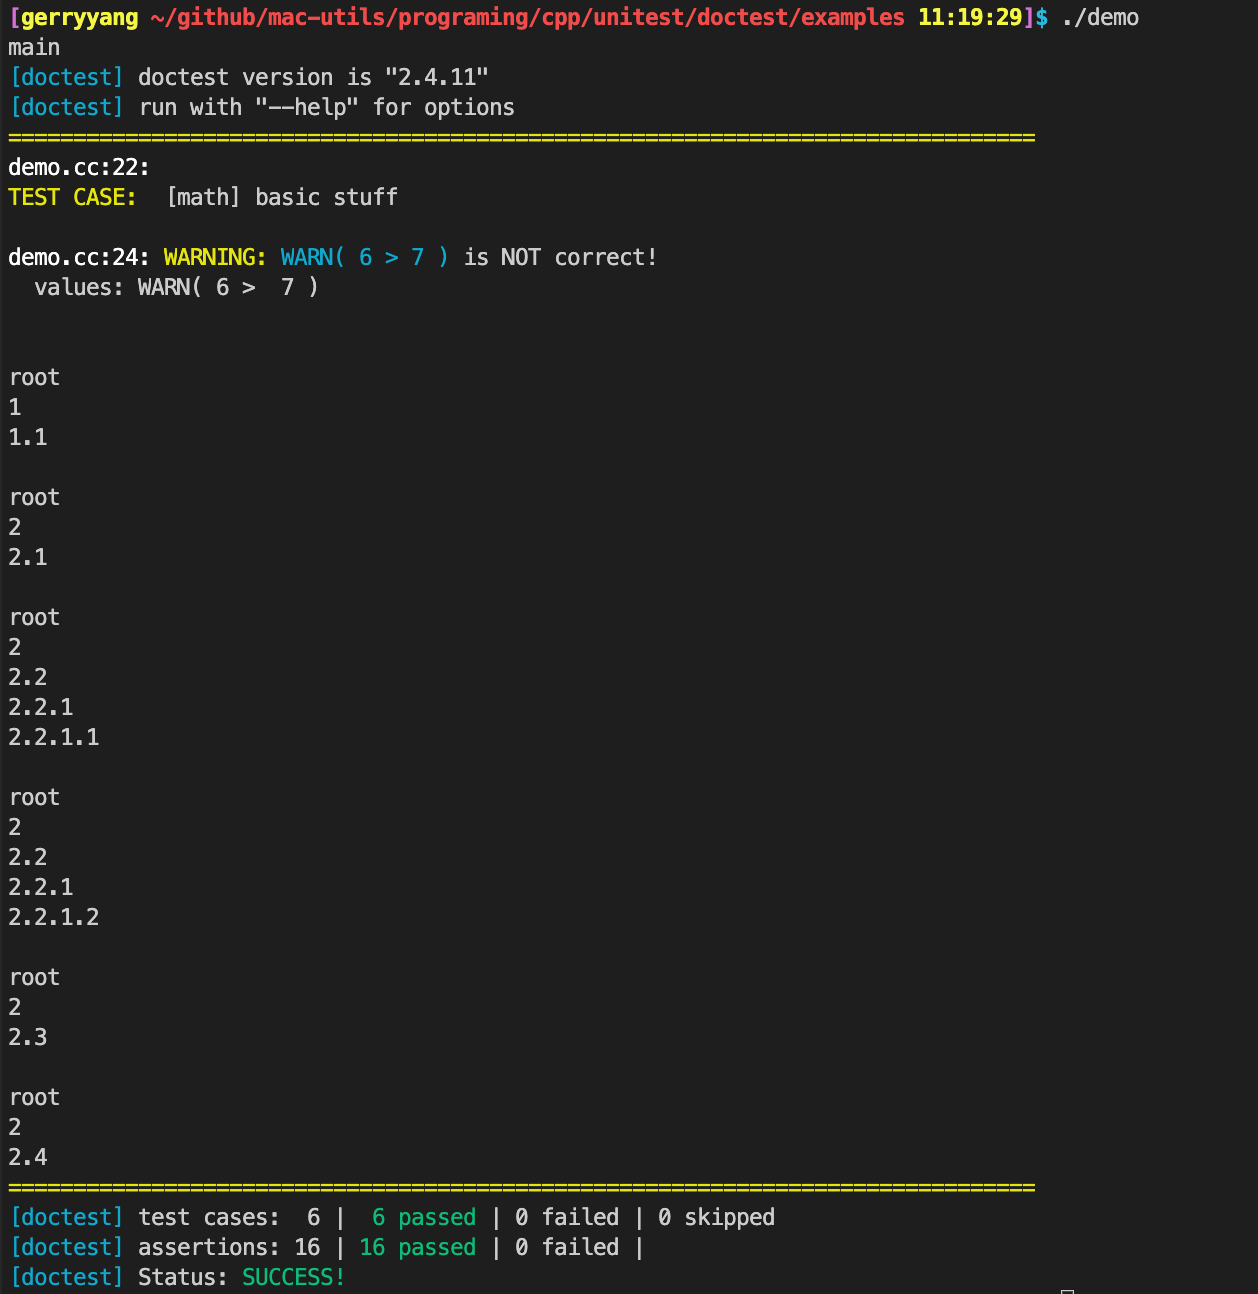 [gerryyang ~/github/mac-utils/programing/cpp/unitest/doctest/examples 11:19:29]$ ./demo
main
[doctest] doctest version is "2.4.11"
[doctest] run with "--help" for options
===============================================================================
demo.cc:22:
TEST CASE:  [math] basic stuff

demo.cc:24: WARNING: WARN( 6 > 7 ) is NOT correct!
  values: WARN( 6 >  7 )


root
1
1.1

root
2
2.1

root
2
2.2
2.2.1
2.2.1.1

root
2
2.2
2.2.1
2.2.1.2

root
2
2.3

root
2
2.4
===============================================================================
[doctest] test cases:  6 |  6 passed | 0 failed | 0 skipped
[doctest] assertions: 16 | 16 passed | 0 failed |
[doctest] Status: SUCCESS!